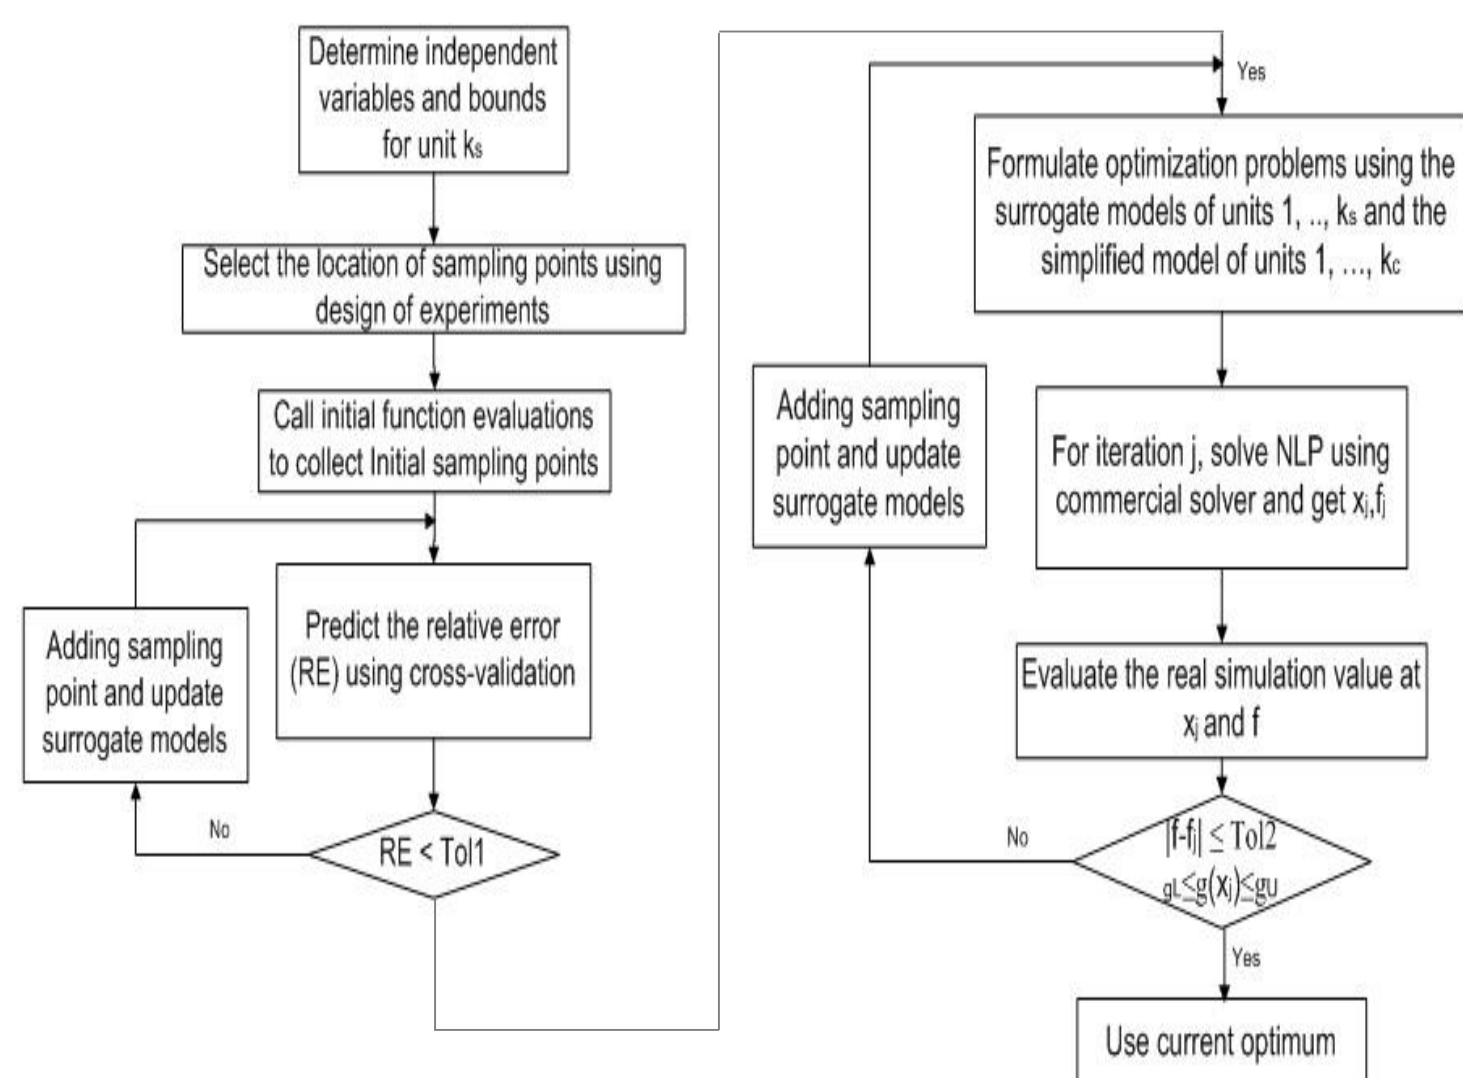 Determine independent
variables and bounds
for unit ks
Select the location of sampling points using
design of experiments
Call initial function evaluations
to collect Initial sampling points
Predict the relative error
(RE) using cross-validation
Adding sampling
point and update
surrogate models
No
RE < Tol1
Yes
Formulate optimization problems using the
surrogate models of units 1, .., ks and the
simplified model of units 1, ..., kc
For iteration j, solve NLP using
commercial solver and get xj,fj
Evaluate the real simulation value at
xj and f
Adding sampling
point and update
surrogate models
No
|f-fj| ≤ Tol2
gL≤g(xj)≤gU
Yes
Use current optimum